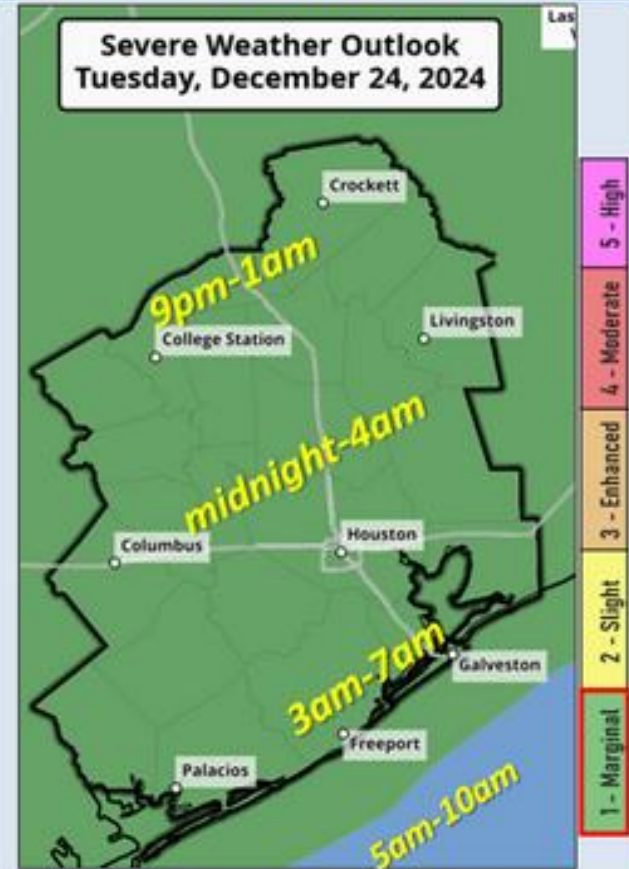 Severe Weather Outlook
Tuesday, December 24, 2024
Las
Crockett
9pm-1am
Livingston
College Station
midnight-4am
Houston
Columbus
3am-7am
Galveston
Freeport
Palacios
5am-10am
5 - High
4 - Moderate
3 - Enhanced
2 - Slight
1 - Marginal